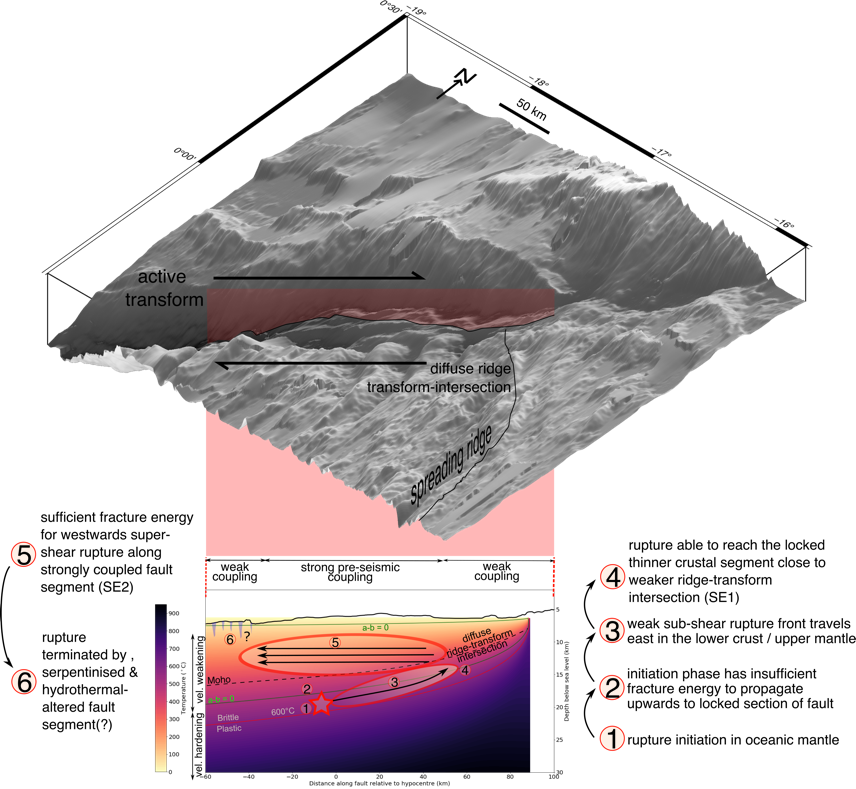 0°30'
−19°
N
−18°
50 km
−17°
0°00'
−16°
active
transform
diffuse ridge
transform-intersection
spreading ridge
sufficient fracture energy
for westwards super-
shear rupture along
strongly coupled fault
segment (SE2)
5
rupture
terminated by ,
serpentinised &
hydrothermal-
altered fault
segment(?)
6
weak
coupling
strong pre-seismic
coupling
weak
coupling
900
800
700
600
500
400
300
200
100
0
Temperature (°C)
vel. weakening
vel. hardening
a-b = 0
6
?
5
diffuse
ridge-transform
intersection
Moho
2
3
4
a-b = 0
1
600°C
Brittle
Plastic
5
10
15
20
25
30
Depth below sea level (km)
−60
−40
−20
0
20
40
60
80
100
Distance along fault relative to hypocentre (km)
4
rupture able to reach the locked
thinner crustal segment close to
weaker ridge-transform
intersection (SE1)
3
weak sub-shear rupture front travels
east in the lower crust / upper mantle
2
initiation phase has insufficient
fracture energy to propagate
upwards to locked section of fault
1
rupture initiation in oceanic mantle